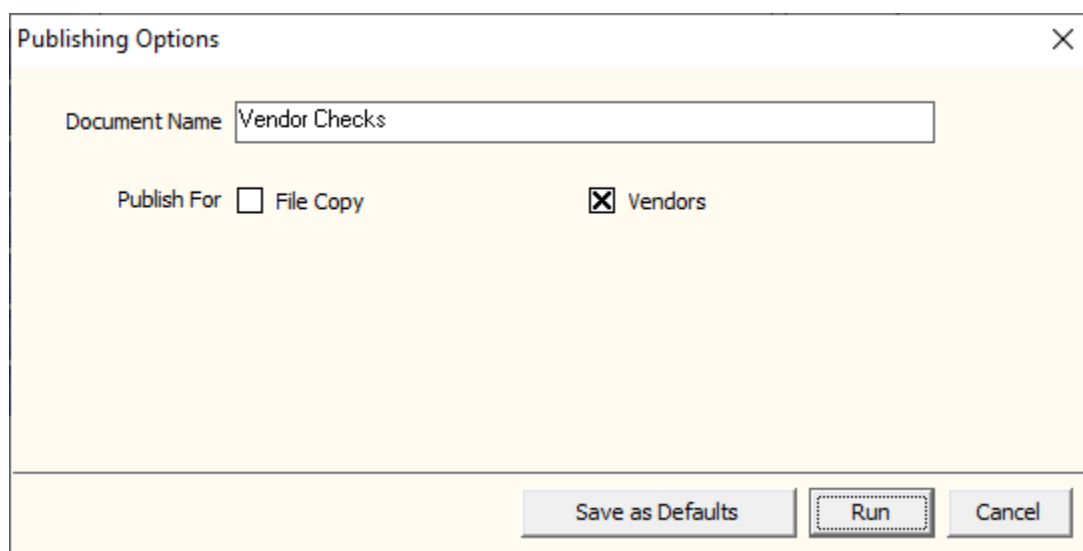 Publishing Options
Document Name Vendor Checks
Publish For File Copy Vendors
Save as Defaults Run Cancel